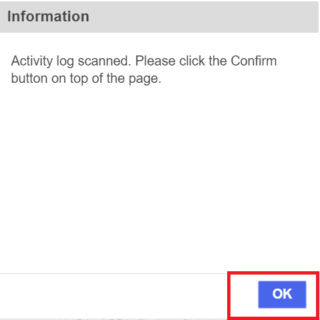 Information
Activity log scanned. Please click the Confirm
button on top of the page.
OK